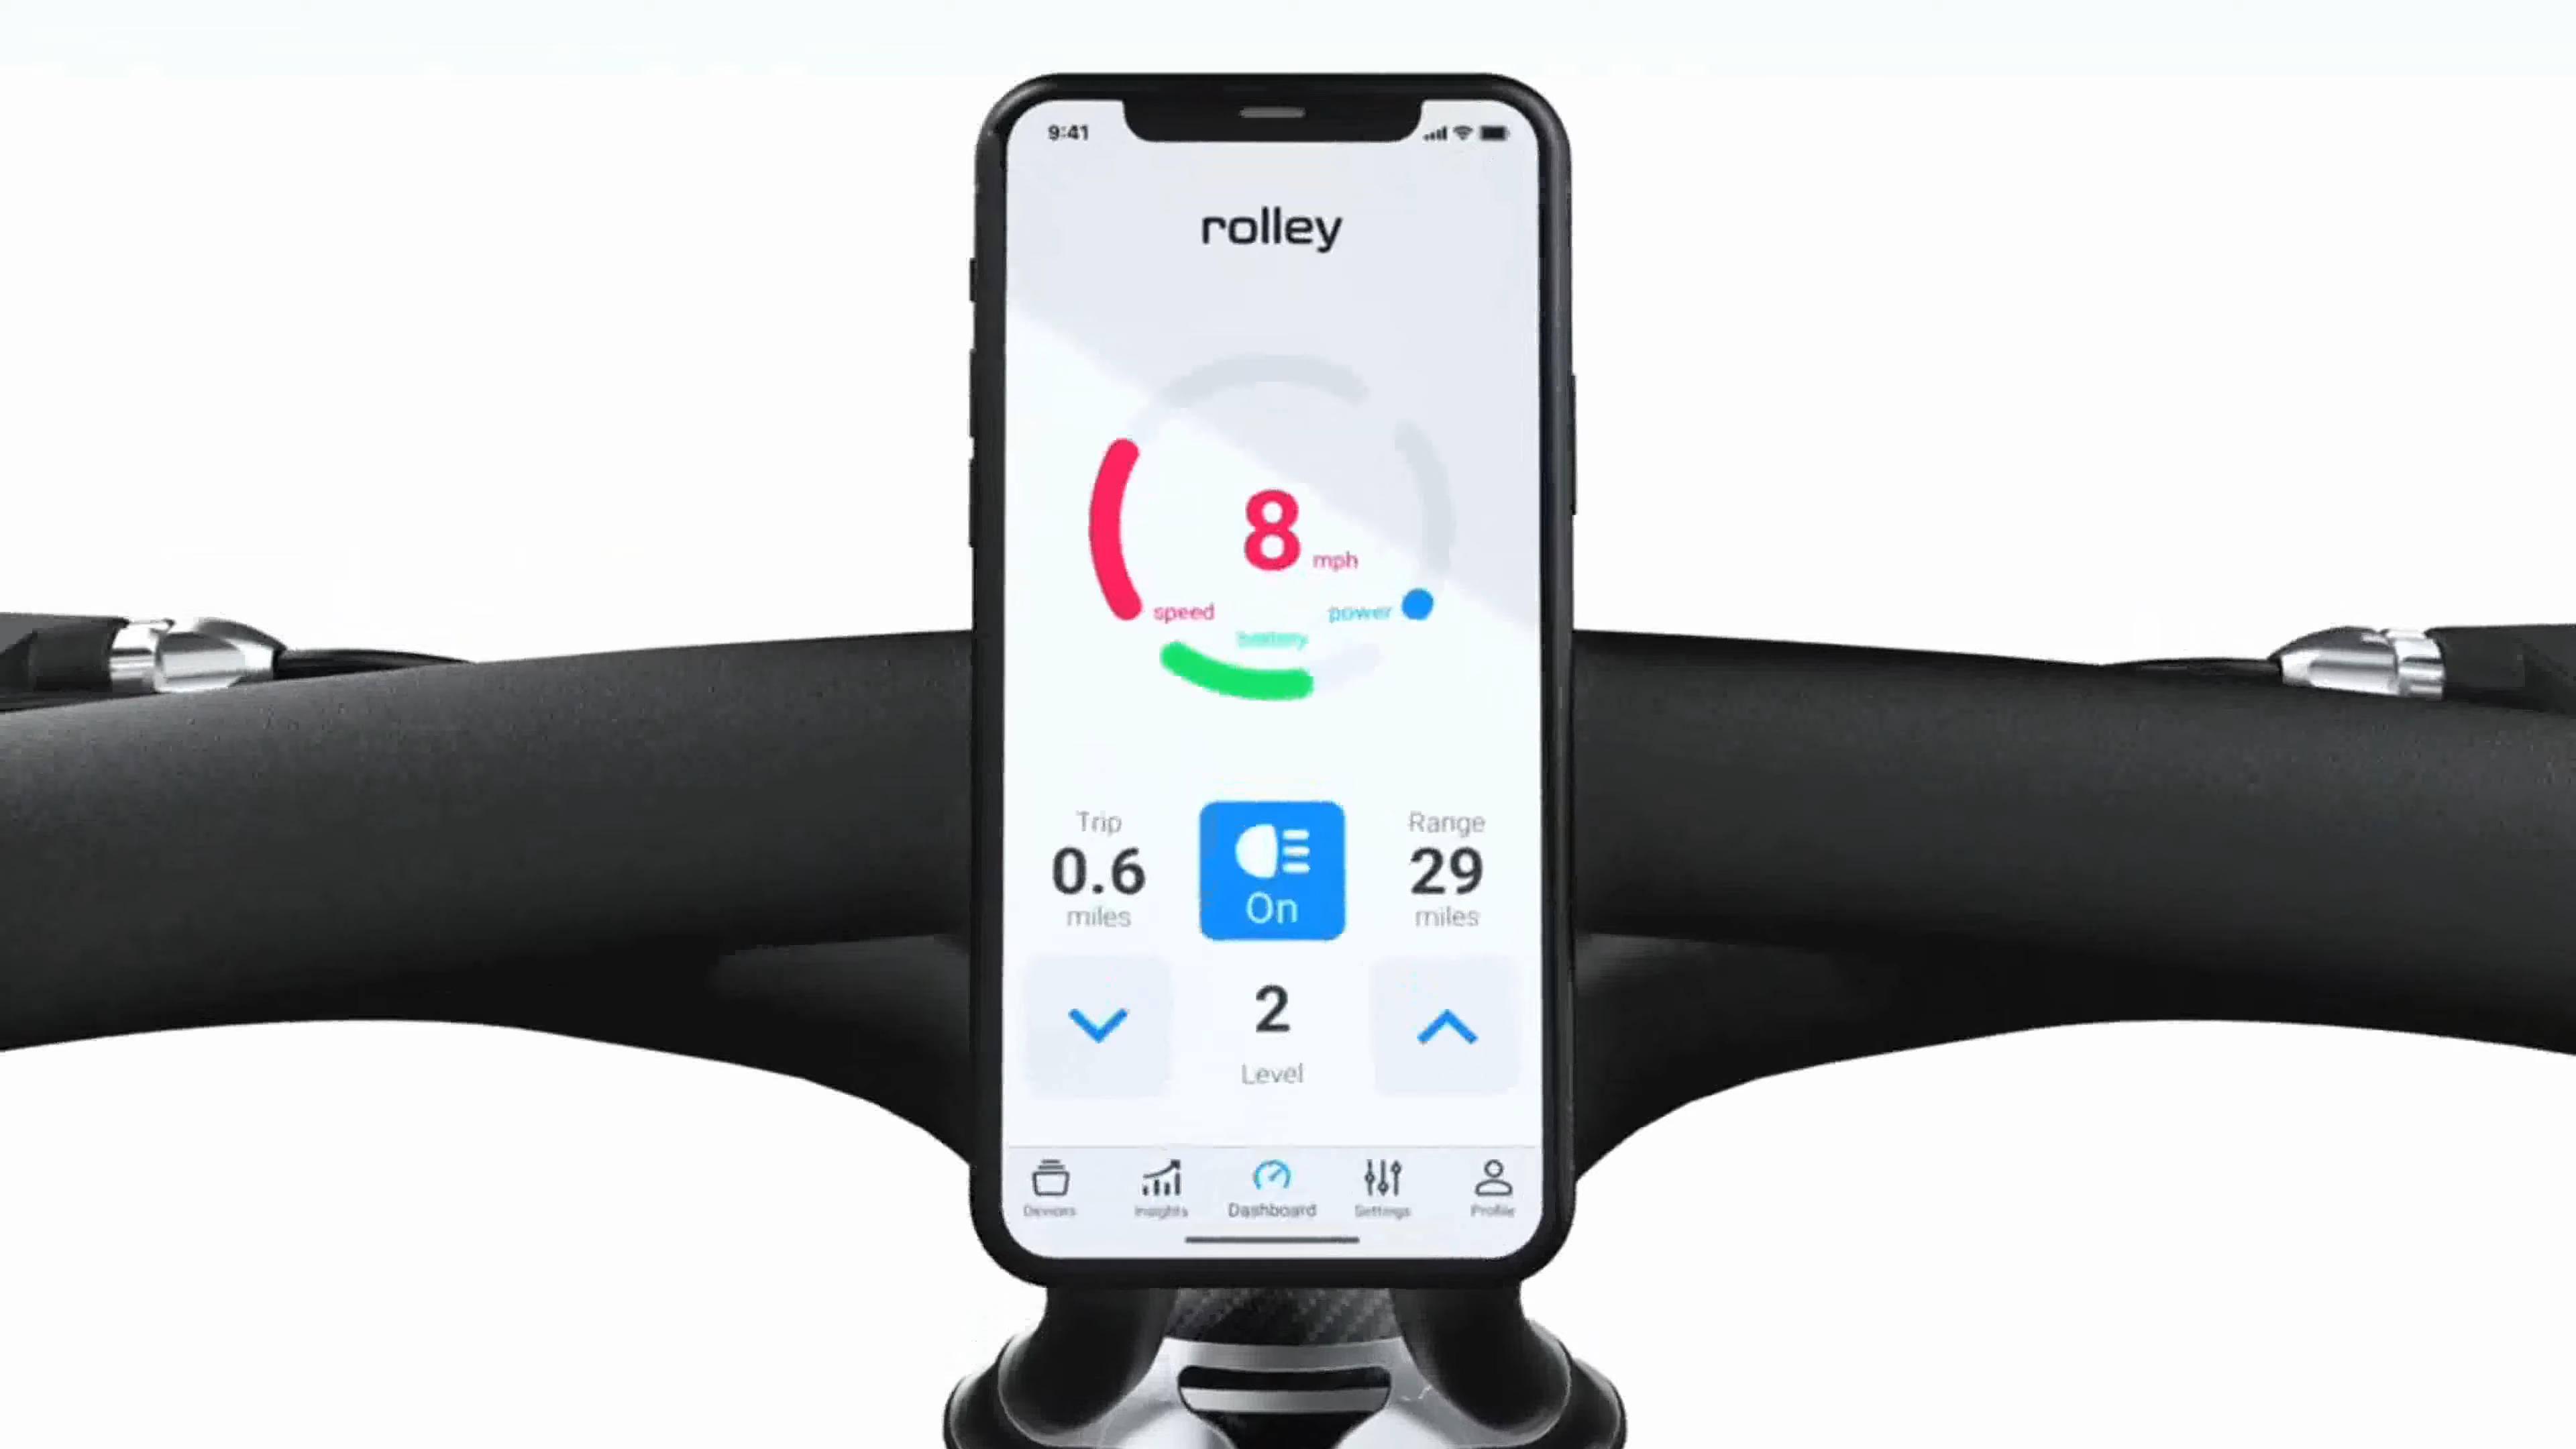 9:41
rolley
8 mph
speed
power
battery
Trip
0.6
miles
On
Range
29
miles
2
Level
Devices
Insights
Dashboard
Settings
Profile